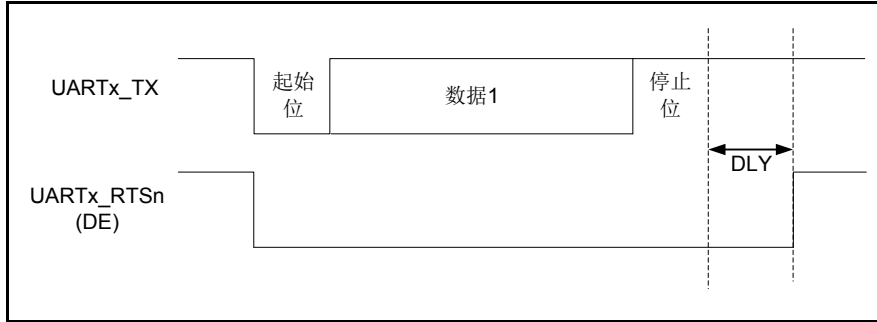 UARTx_TX
起始
位
数据1
停止
位
DLY
UARTx_RTSn
(DE)